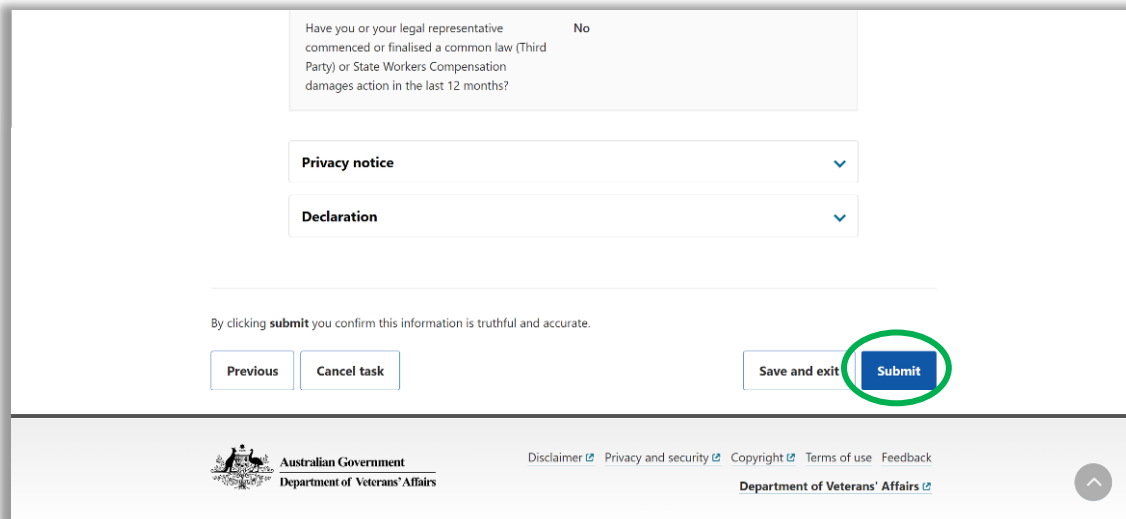 Have you or your legal representative No
commenced or finalised a common law (Third
Party) or State Workers Compensation
damages action in the last 12 months?
Privacy notice
Declaration
By clicking submit you confirm this information is truthful and accurate.
Previous Cancel task Save and exit Submit
Australian Government
Department of Veterans' Affairs
Disclaimer Privacy and security Copyright Terms of use Feedback
Department of Veterans' Affairs